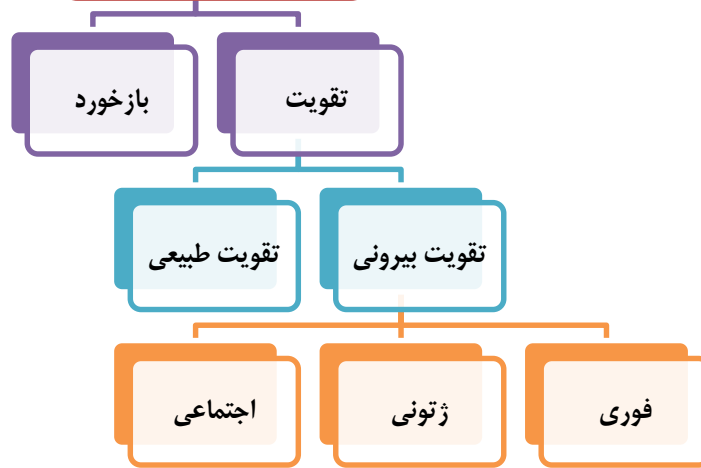 تقویت
بازخورد
تقویت بیرونی
تقویت طبیعی
فوری
ژتونی
اجتماعی